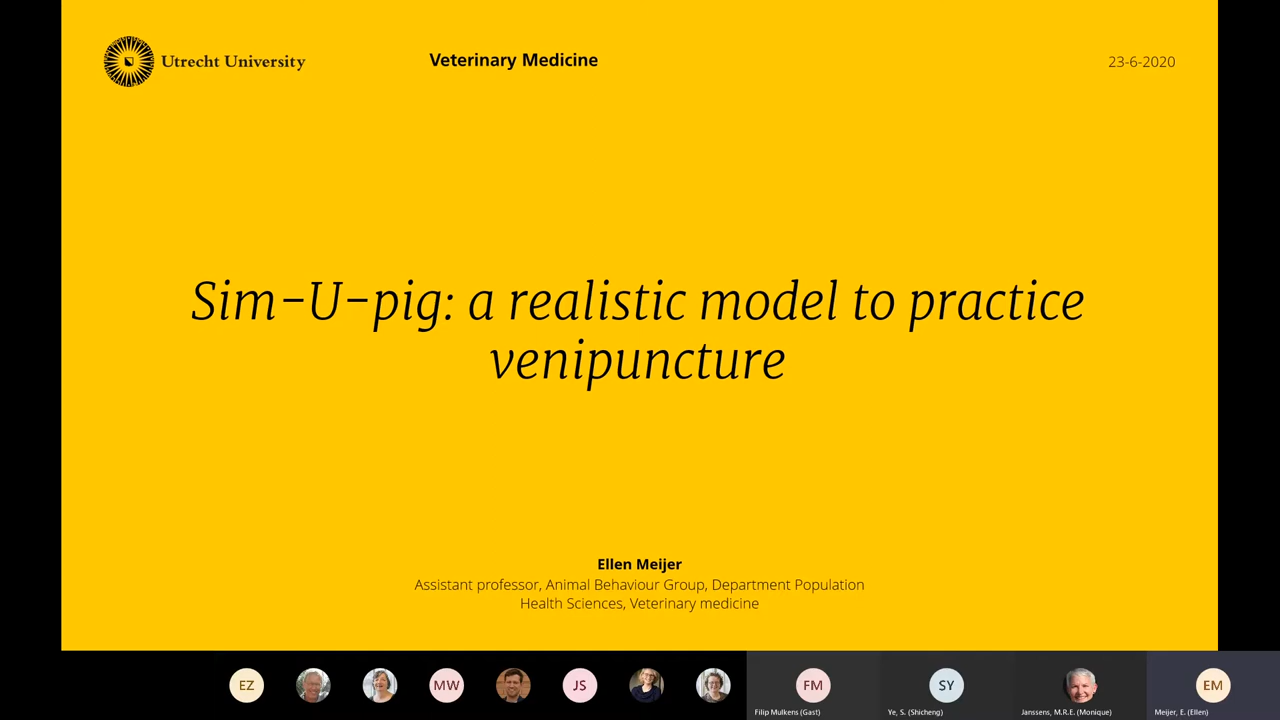 Utrecht University
Veterinary Medicine
23-6-2020
Sim-U-pig: a realistic model to practice
venipuncture
Ellen Meijer
Assistant professor, Animal Behaviour Group, Department Population
Health Sciences, Veterinary medicine
EZ
MW
JS
FM
SY
EM
Filip Mulkens (Gast)
Ye, S. (Shicheng)
Janssens, M.R.E. (Monique)
Meijer, E. (Ellen)